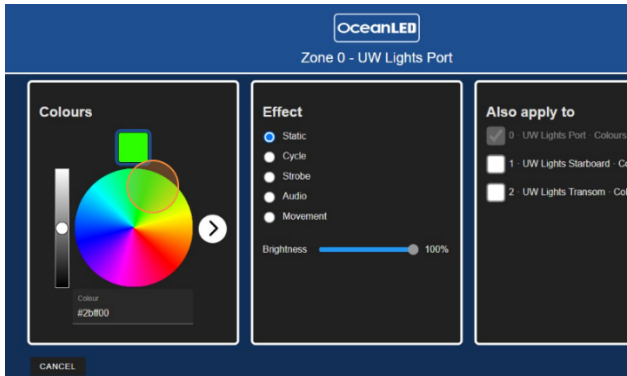 OceanLED
Zone 0 - UW Lights Port
Colours
Colour
#2bff00
Effect
Static
Cycle
Strobe
Audio
Movement
Brightness 100%
Also apply to
0 · UW Lights Port · Colours
1 · UW Lights Starboard · Co
2 · UW Lights Transom · Col
CANCEL